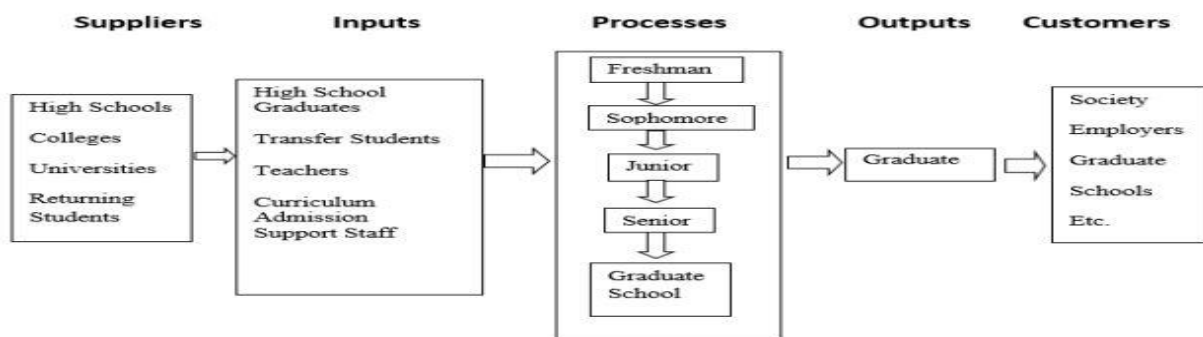 Suppliers
Inputs
Processes
Outputs
Customers
High Schools
Colleges
Universities
Returning
Students
High School
Graduates
Transfer Students
Teachers
Curriculum
Admission
Support Staff
Freshman
Sophomore
Junior
Senior
Graduate
School
Graduate
Society
Employers
Graduate
Schools
Etc.